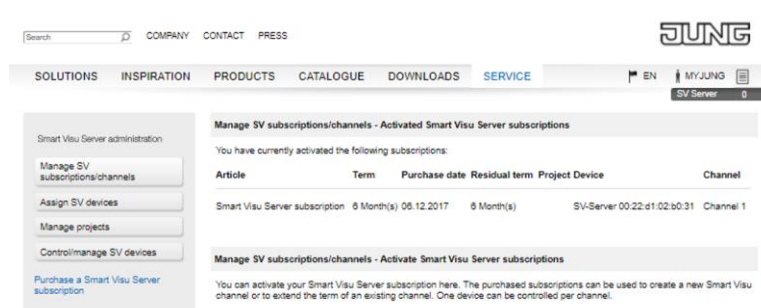 Search COMPANY CONTACT PRESS
JUNG
SOLUTIONS INSPIRATION PRODUCTS CATALOGUE DOWNLOADS SERVICE EN MYJUNG
SV Server 0
Smart Visu Server administration
Manage SV
subscriptions/channels
Assign SV devices
Manage projects
Control/manage SV devices
Purchase a Smart Visu Server
subscription
Manage SV subscriptions/channels - Activated Smart Visu Server subscriptions
You have currently activated the following subscriptions:
Article Term Purchase date Residual term Project Device Channel
Smart Visu Server subscription 6 Month(s) 06.12.2017 6 Month(s) SV-Server 00:22:d1:02:b0:31 Channel 1
Manage SV subscriptions/channels - Activate Smart Visu Server subscriptions
You can activate your Smart Visu Server subscription here. The purchased subscriptions can be used to create a new Smart Visu
channel or to extend the term of an existing channel. One device can be controlled per channel.